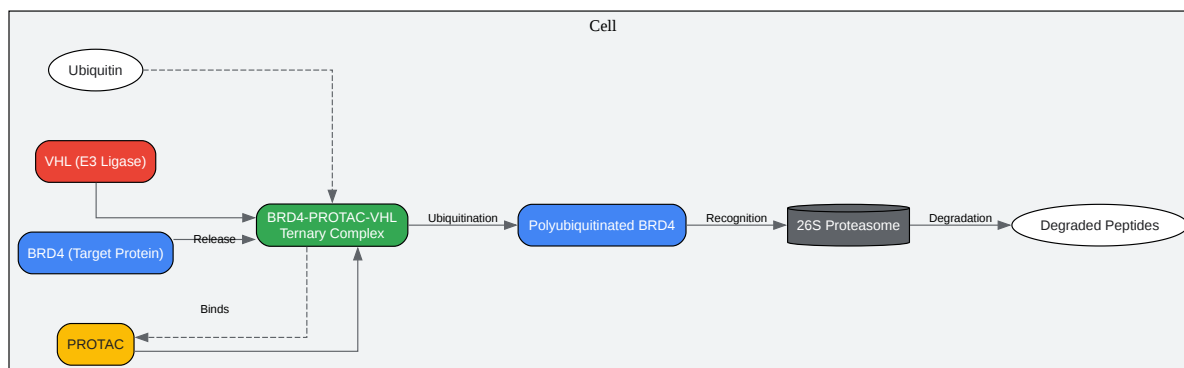 Cell
Ubiquitin
VHL (E3 Ligase)
BRD4-PROTAC-VHL
Ternary Complex
Ubiquitination
Polyubiquitinated BRD4
Recognition
26S Proteasome
Degradation
Degraded Peptides
Release
BRD4 (Target Protein)
Binds
PROTAC